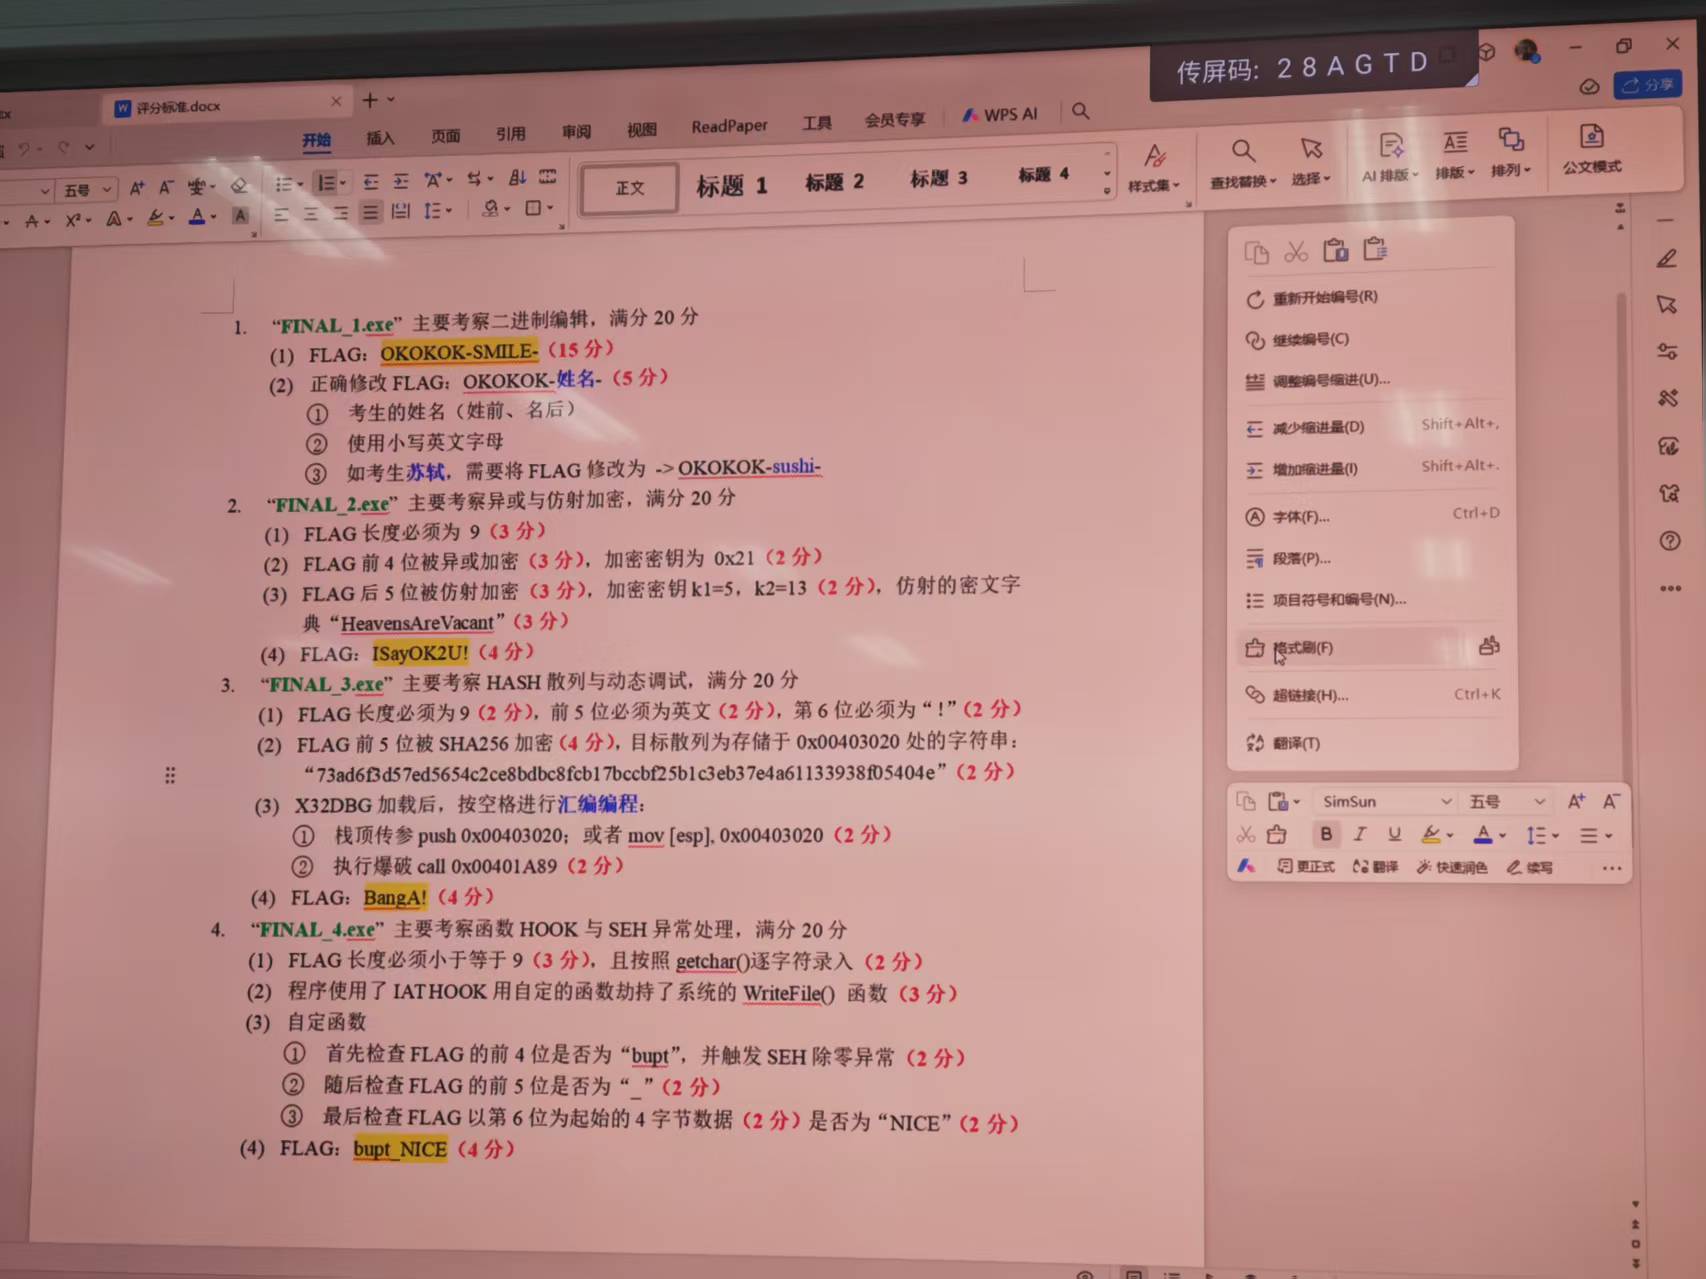 传屏码: 28AGTD
评分标准.docx
分享
开始 插入 页面 引用 审阅 视图 ReadPaper 工具 会员专享 WPS AI
五号
正文 标题 1 标题 2 标题 3 标题 4
样式集 查找替换 选择 AI 排版 排版 排列 公文模式
1. “FINAL_1.exe” 主要考察二进制编辑，满分 20 分
(1) FLAG：OKOKOK-SMILE-（15 分）
(2) 正确修改 FLAG：OKOKOK-姓名-（5 分）
① 考生的姓名（姓前、名后）
② 使用小写英文字母
③ 如考生苏轼，需要将 FLAG 修改为 -> OKOKOK-sushi-
2. “FINAL_2.exe” 主要考察异或与仿射加密，满分 20 分
(1) FLAG 长度必须为 9（3 分）
(2) FLAG 前 4 位被异或加密（3 分），加密密钥为 0x21（2 分）
(3) FLAG 后 5 位被仿射加密（3 分），加密密钥 k1=5，k2=13（2 分），仿射的密文字
典“HeavensAreVacant”（3 分）
(4) FLAG：ISayOK2U!（4 分）
3. “FINAL_3.exe” 主要考察 HASH 散列与动态调试，满分 20 分
(1) FLAG 长度必须为 9（2 分），前 5 位必须为英文（2 分），第 6 位必须为“!”（2 分）
(2) FLAG 前 5 位被 SHA256 加密（4 分），目标散列为存储于 0x00403020 处的字符串：
“73ad6f3d57ed5654c2ce8bdbc8fcb17bccbf25b1c3eb37e4a61133938f05404e”（2 分）
(3) X32DBG 加载后，按空格进行汇编编程：
① 栈顶传参 push 0x00403020；或者 mov [esp], 0x00403020（2 分）
② 执行爆破 call 0x00401A89（2 分）
(4) FLAG：BangA!（4 分）
4. “FINAL_4.exe” 主要考察函数 HOOK 与 SEH 异常处理，满分 20 分
(1) FLAG 长度必须小于等于 9（3 分），且按照 getchar()逐字符录入（2 分）
(2) 程序使用了 IAT HOOK 用自定的函数劫持了系统的 WriteFile() 函数（3 分）
(3) 自定函数
① 首先检查 FLAG 的前 4 位是否为“bupt”，并触发 SEH 除零异常（2 分）
② 随后检查 FLAG 的前 5 位是否为“_”（2 分）
③ 最后检查 FLAG 以第 6 位为起始的 4 字节数据（2 分）是否为“NICE”（2 分）
(4) FLAG：bupt_NICE（4 分）
重新开始编号(R)
继续编号(C)
调整编号缩进(U)...
减少缩进量(D) Shift+Alt+,
增加缩进量(I) Shift+Alt+.
字体(F)... Ctrl+D
段落(P)...
项目符号和编号(N)...
格式刷(F)
超链接(H)... Ctrl+K
翻译(T)
SimSun 五号 A+ A-
B I U A
更正式 翻译 快速润色 续写 ...